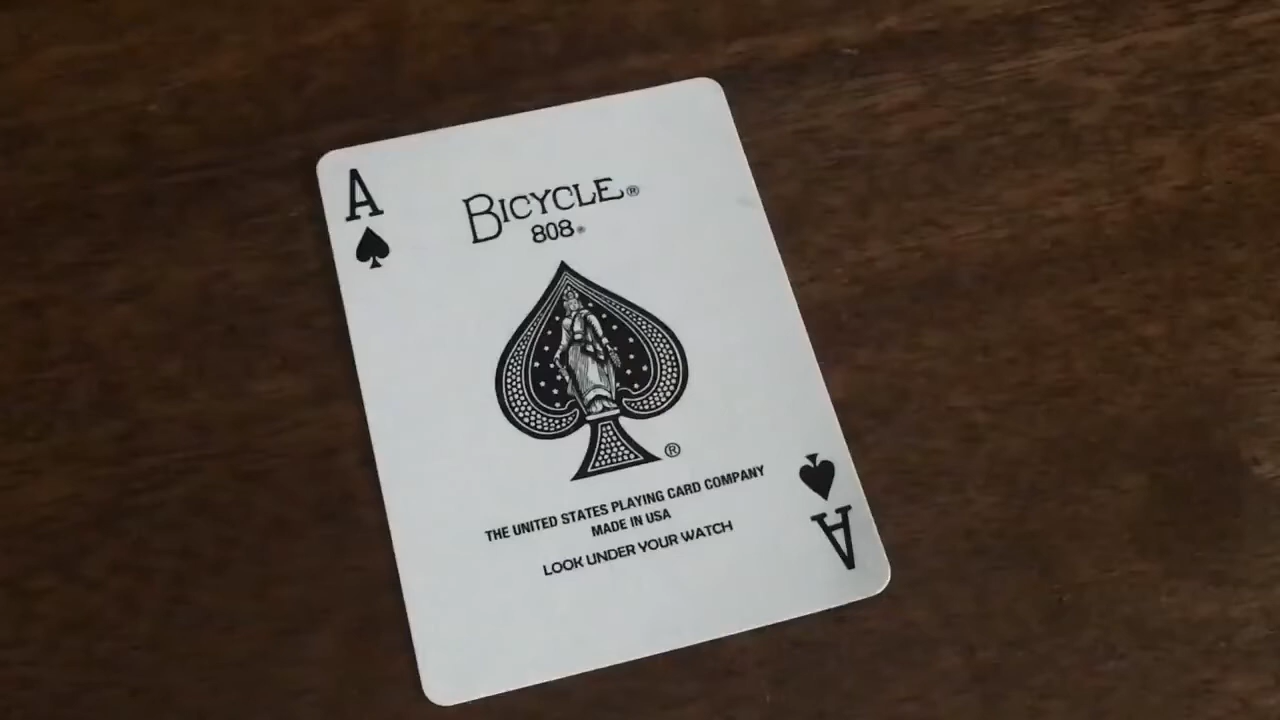 A
BICYCLE®
808®
®
THE UNITED STATES PLAYING CARD COMPANY
MADE IN USA
LOOK UNDER YOUR WATCH
A